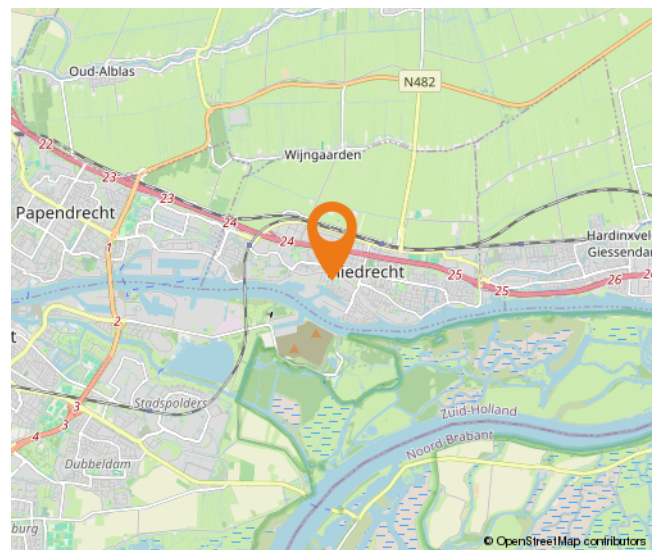 Oud-Alblas
N482
22
Wijngaarden
23
23
Papendrecht
24
24
Hardinxveld
Giessendam
1
iedrecht
25
25
26
26
2
t
Stadspolders
3
3
4
Zuid-Holland
Noord-Brabant
Dubbeldam
burg
© OpenStreetMap contributors